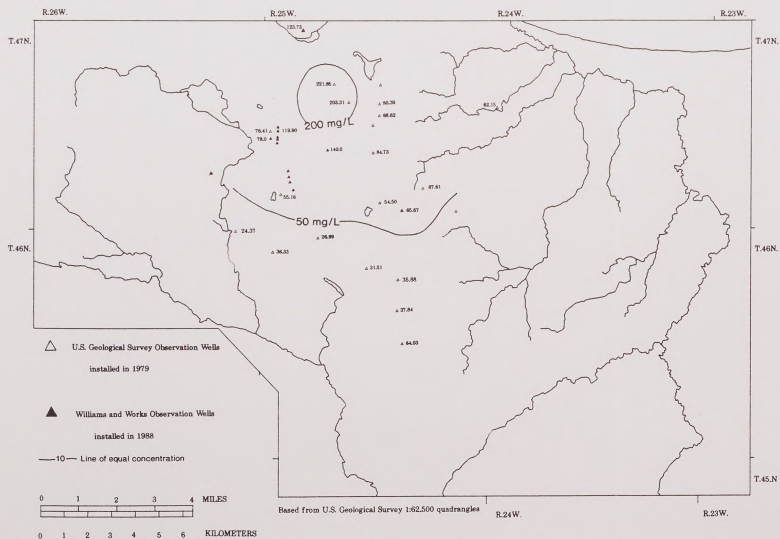 R.26W.
R.25W.
R.24W.
R.23W.
T.47N.
T.47N.
123.73
221.86
203.31
50.39
62.15
68.62
200 mg/L
76.41
119.90
78.0
140.0
84.73
87.61
55.16
54.50
65.67
50 mg/L
24.37
26.99
T.46N.
T.46N.
36.33
31.51
35.88
37.84
64.03
U.S. Geological Survey Observation Wells
installed in 1979
Williams and Works Observation Wells
installed in 1988
10 Line of equal concentration
T.45.N
0 1 2 3 4 MILES
Based from U.S. Geological Survey 1:62,500 quadrangles
R.24W.
R.23W.
0 1 2 3 4 5 6 KILOMETERS